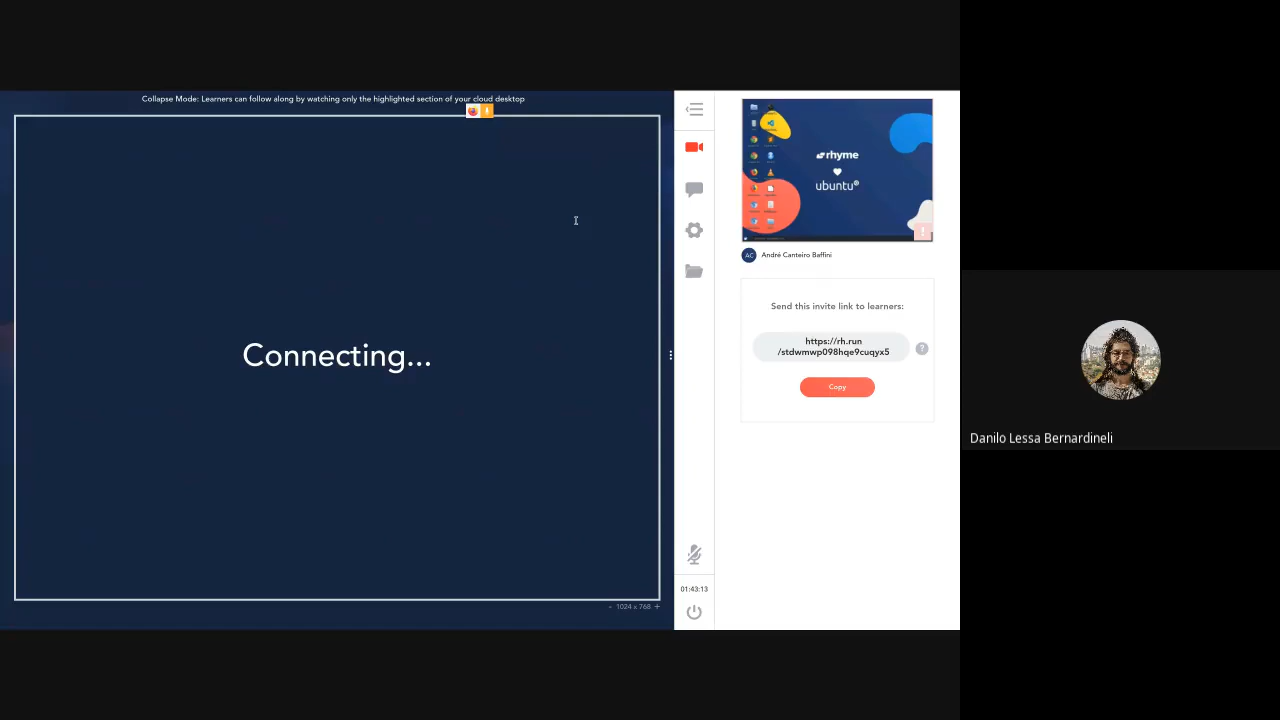 Collapse Mode: Learners can follow along by watching only the highlighted section of your cloud desktop
Connecting...
- 1024 x 768 +
01:43:13
rhyme
ubuntu
AC
André Canteiro Baffini
Send this invite link to learners:
https://rh.run
/stdwmwp098hqe9cuqyx5
?
Copy
Danilo Lessa Bernardineli